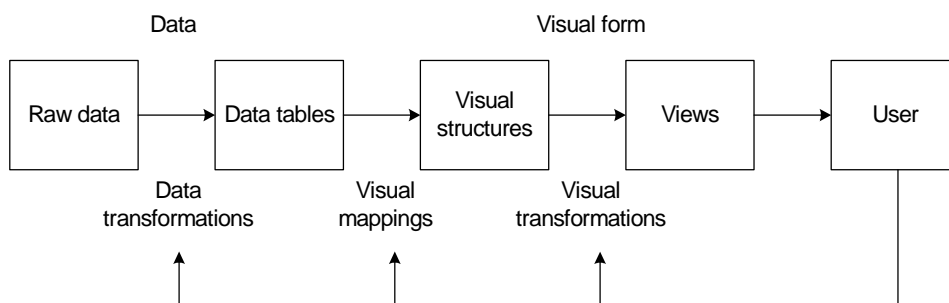 Data
Visual form
Raw data
Data tables
Visual
structures
Views
User
Data
transformations
Visual
mappings
Visual
transformations